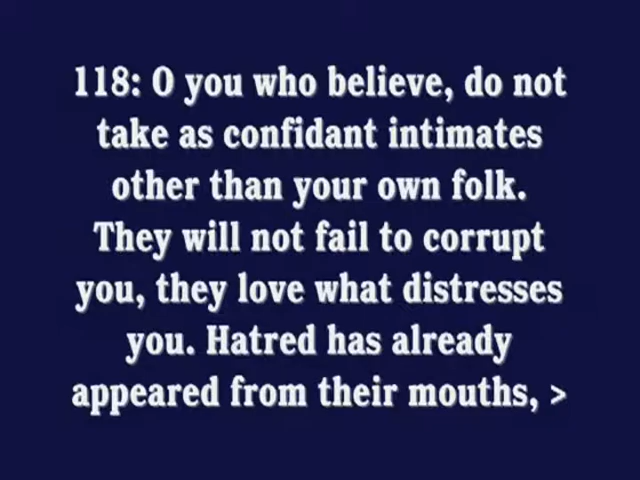 118: O you who believe, do not
take as confidant intimates
other than your own folk.
They will not fail to corrupt
you, they love what distresses
you. Hatred has already
appeared from their mouths, >